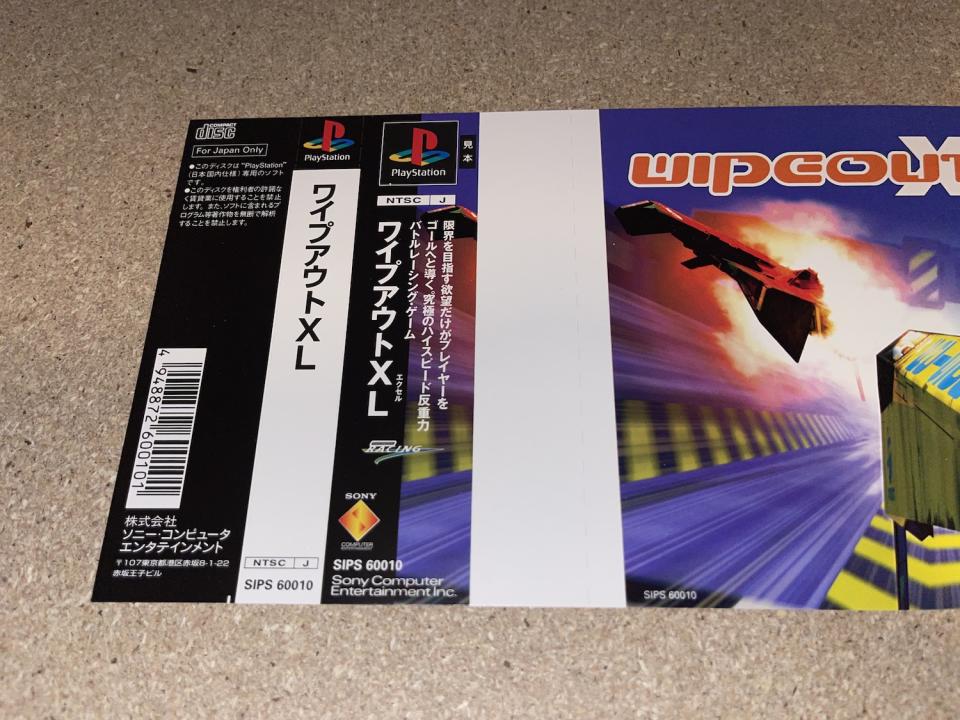 COMPACT
disc
For Japan Only
●このディスクは"PlayStation"
(日本国内仕様)専用のソフト
です。
●このディスクを権利者の許諾な
く賃貸業に使用することを禁止
します。また、ソフトに含まれるプ
ログラム等著作物を無断で解析
することを禁止します。
4 948872 600101
株式会社
ソニー・コンピュータ
エンタテインメント
〒107東京都港区赤坂8-1-22
赤坂王子ビル
PlayStation
ワイプアウトXL
NTSC J
SIPS 60010
PlayStation
見本
NTSC J
限界を目指す欲望だけがプレイヤーを
ゴールへと導く。究極のハイスピード反重力
バトルレーシング・ゲーム
ワイプアウトXL
エクセル
RACING
SONY
COMPUTER
ENTERTAINMENT
SIPS 60010
Sony Computer
Entertainment Inc.
wipeout X
SIPS 60010